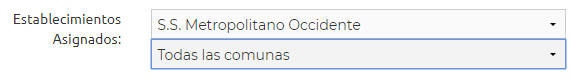 Establecimientos
Asignados:
S.S. Metropolitano Occidente
Todas las comunas